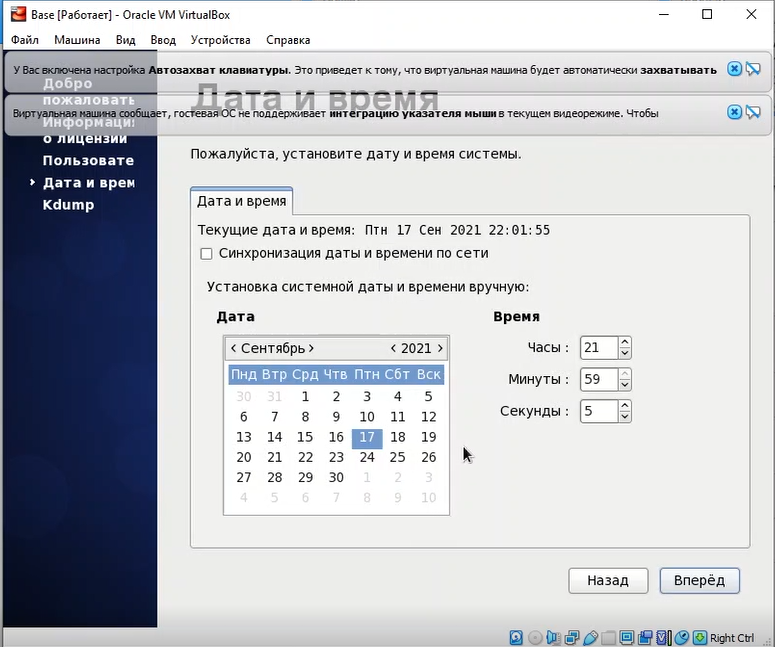 Base [Работает] - Oracle VM VirtualBox
Файл Машина Вид Ввод Устройства Справка
У Вас включена настройка Автозахват клавиатуры. Это приведет к тому, что виртуальная машина будет автоматически захватывать
Виртуальная машина сообщает, гостевая ОС не поддерживает интеграцию указателя мыши в текущем видеорежиме. Чтобы
Добро
пожаловать
Информация
о лицензии
Пользовате
Дата и врем
Kdump
Дата и время
Пожалуйста, установите дату и время системы.
Дата и время
Текущие дата и время: Птн 17 Сен 2021 22:01:55
Синхронизация даты и времени по сети
Установка системной даты и времени вручную:
Дата
Сентябрь 2021
Пнд Втр Срд Чтв Птн Сбт Вск
30 31 1 2 3 4 5
6 7 8 9 10 11 12
13 14 15 16 17 18 19
20 21 22 23 24 25 26
27 28 29 30 1 2 3
4 5 6 7 8 9 10
Время
Часы : 21
Минуты : 59
Секунды : 5
Назад Вперёд
Right Ctrl